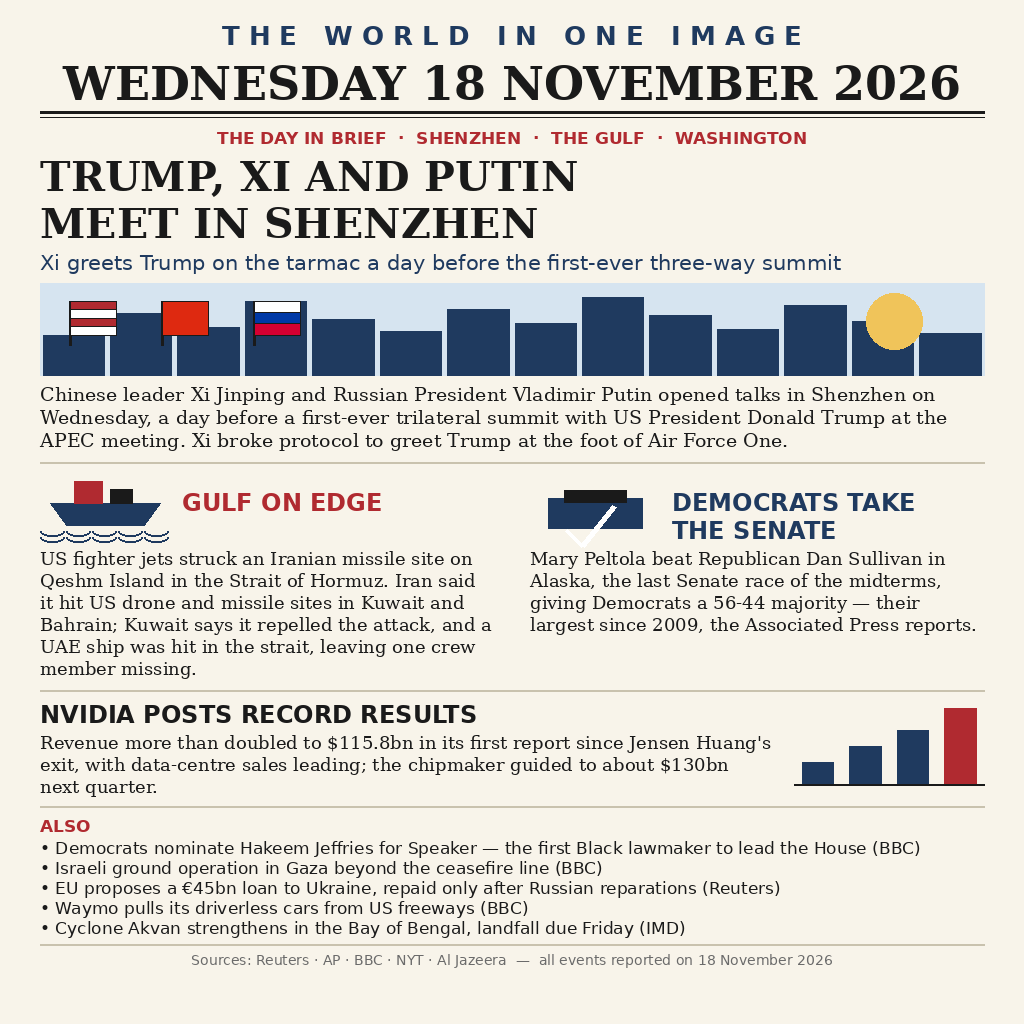 THE WORLD IN ONE IMAGE
WEDNESDAY 18 NOVEMBER 2026
THE DAY IN BRIEF · SHENZHEN · THE GULF · WASHINGTON
TRUMP, XI AND PUTIN
MEET IN SHENZHEN
Xi greets Trump on the tarmac a day before the first-ever three-way summit
Chinese leader Xi Jinping and Russian President Vladimir Putin opened talks in Shenzhen on
Wednesday, a day before a first-ever trilateral summit with US President Donald Trump at the
APEC meeting. Xi broke protocol to greet Trump at the foot of Air Force One.
GULF ON EDGE
US fighter jets struck an Iranian missile site on
Qeshm Island in the Strait of Hormuz. Iran said
it hit US drone and missile sites in Kuwait and
Bahrain; Kuwait says it repelled the attack, and a
UAE ship was hit in the strait, leaving one crew
member missing.
DEMOCRATS TAKE
THE SENATE
Mary Peltola beat Republican Dan Sullivan in
Alaska, the last Senate race of the midterms,
giving Democrats a 56-44 majority — their
largest since 2009, the Associated Press reports.
NVIDIA POSTS RECORD RESULTS
Revenue more than doubled to $115.8bn in its first report since Jensen Huang's
exit, with data-centre sales leading; the chipmaker guided to about $130bn
next quarter.
ALSO
• Democrats nominate Hakeem Jeffries for Speaker — the first Black lawmaker to lead the House (BBC)
• Israeli ground operation in Gaza beyond the ceasefire line (BBC)
• EU proposes a €45bn loan to Ukraine, repaid only after Russian reparations (Reuters)
• Waymo pulls its driverless cars from US freeways (BBC)
• Cyclone Akvan strengthens in the Bay of Bengal, landfall due Friday (IMD)
Sources: Reuters · AP · BBC · NYT · Al Jazeera — all events reported on 18 November 2026